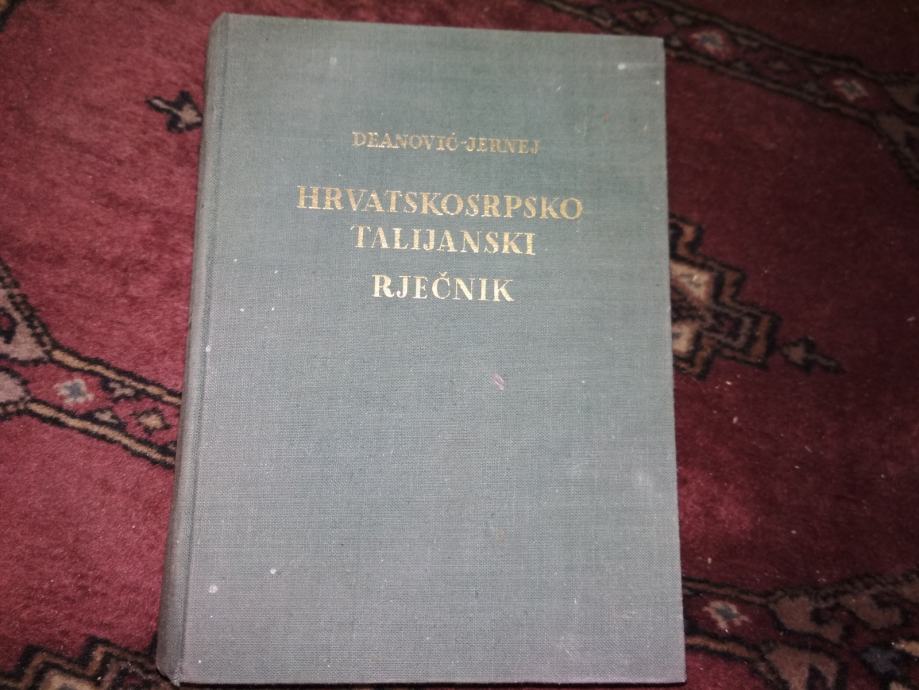 DEANOVIĆ-JERNEJ
HRVATSKOSRPSKO
TALIJANSKI
RJEČNIK